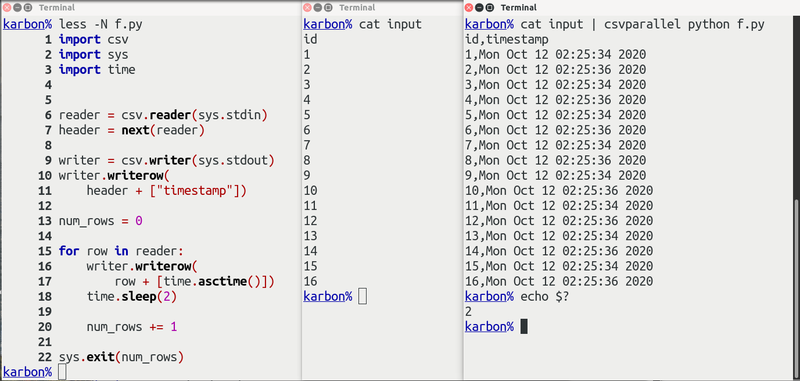 Terminal
karbon% less -N f.py
1 import csv
2 import sys
3 import time
4
5
6 reader = csv.reader(sys.stdin)
7 header = next(reader)
8
9 writer = csv.writer(sys.stdout)
10 writer.writerow(
11     header + ["timestamp"])
12
13 num_rows = 0
14
15 for row in reader:
16     writer.writerow(
17         row + [time.asctime()])
18     time.sleep(2)
19
20     num_rows += 1
21
22 sys.exit(num_rows)
karbon%
Terminal
karbon% cat input
id
1
2
3
4
5
6
7
8
9
10
11
12
13
14
15
16
karbon%
Terminal
karbon% cat input | csvparallel python f.py
id,timestamp
1,Mon Oct 12 02:25:34 2020
2,Mon Oct 12 02:25:36 2020
3,Mon Oct 12 02:25:34 2020
4,Mon Oct 12 02:25:36 2020
5,Mon Oct 12 02:25:34 2020
6,Mon Oct 12 02:25:36 2020
7,Mon Oct 12 02:25:34 2020
8,Mon Oct 12 02:25:36 2020
9,Mon Oct 12 02:25:34 2020
10,Mon Oct 12 02:25:36 2020
11,Mon Oct 12 02:25:34 2020
12,Mon Oct 12 02:25:36 2020
13,Mon Oct 12 02:25:34 2020
14,Mon Oct 12 02:25:36 2020
15,Mon Oct 12 02:25:34 2020
16,Mon Oct 12 02:25:36 2020
karbon% echo $?
2
karbon%